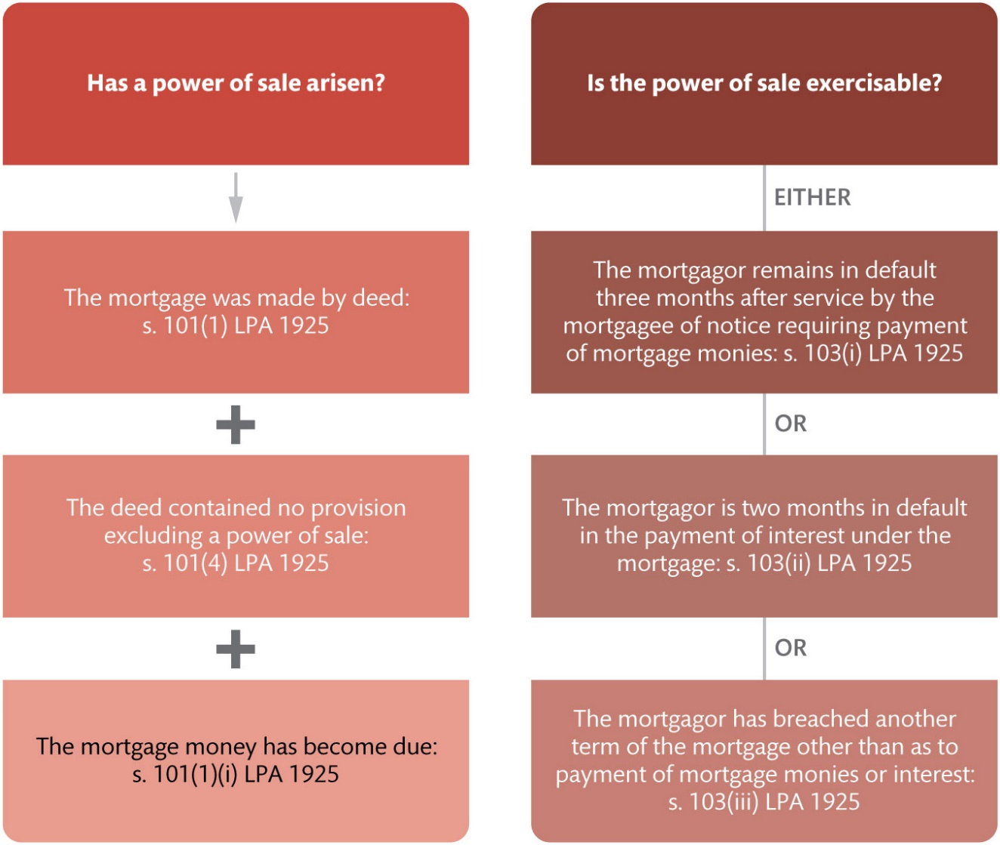 Has a power of sale arisen?
The mortgage was made by deed:
s. 101(1) LPA 1925
+
The deed contained no provision
excluding a power of sale:
s. 101(4) LPA 1925
+
The mortgage money has become due:
s. 101(1)(i) LPA 1925
Is the power of sale exercisable?
EITHER
The mortgagor remains in default
three months after service by the
mortgagee of notice requiring payment
of mortgage monies: s. 103(i) LPA 1925
OR
The mortgagor is two months in default
in the payment of interest under the
mortgage: s. 103(ii) LPA 1925
OR
The mortgagor has breached another
term of the mortgage other than as to
payment of mortgage monies or interest:
s. 103(iii) LPA 1925